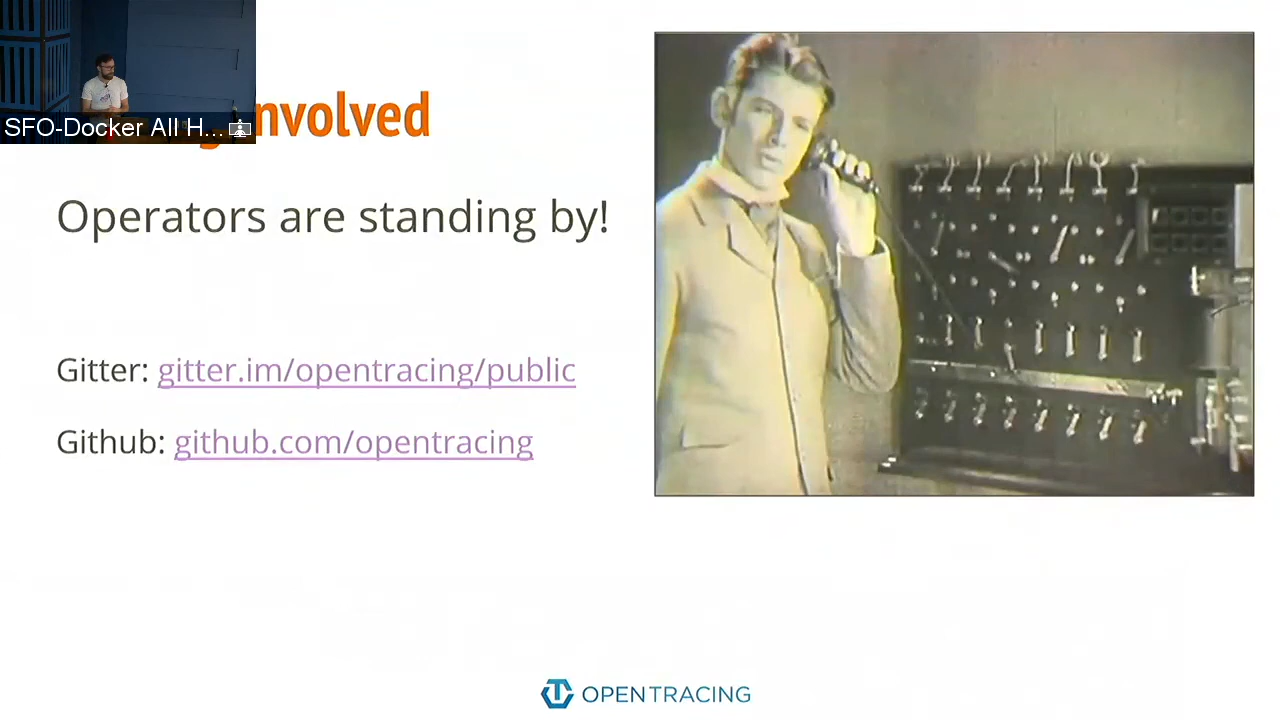 SFO-Docker All H...
nvolved
Operators are standing by!
Gitter: gitter.im/opentracing/public
Github: github.com/opentracing
OPENTRACING